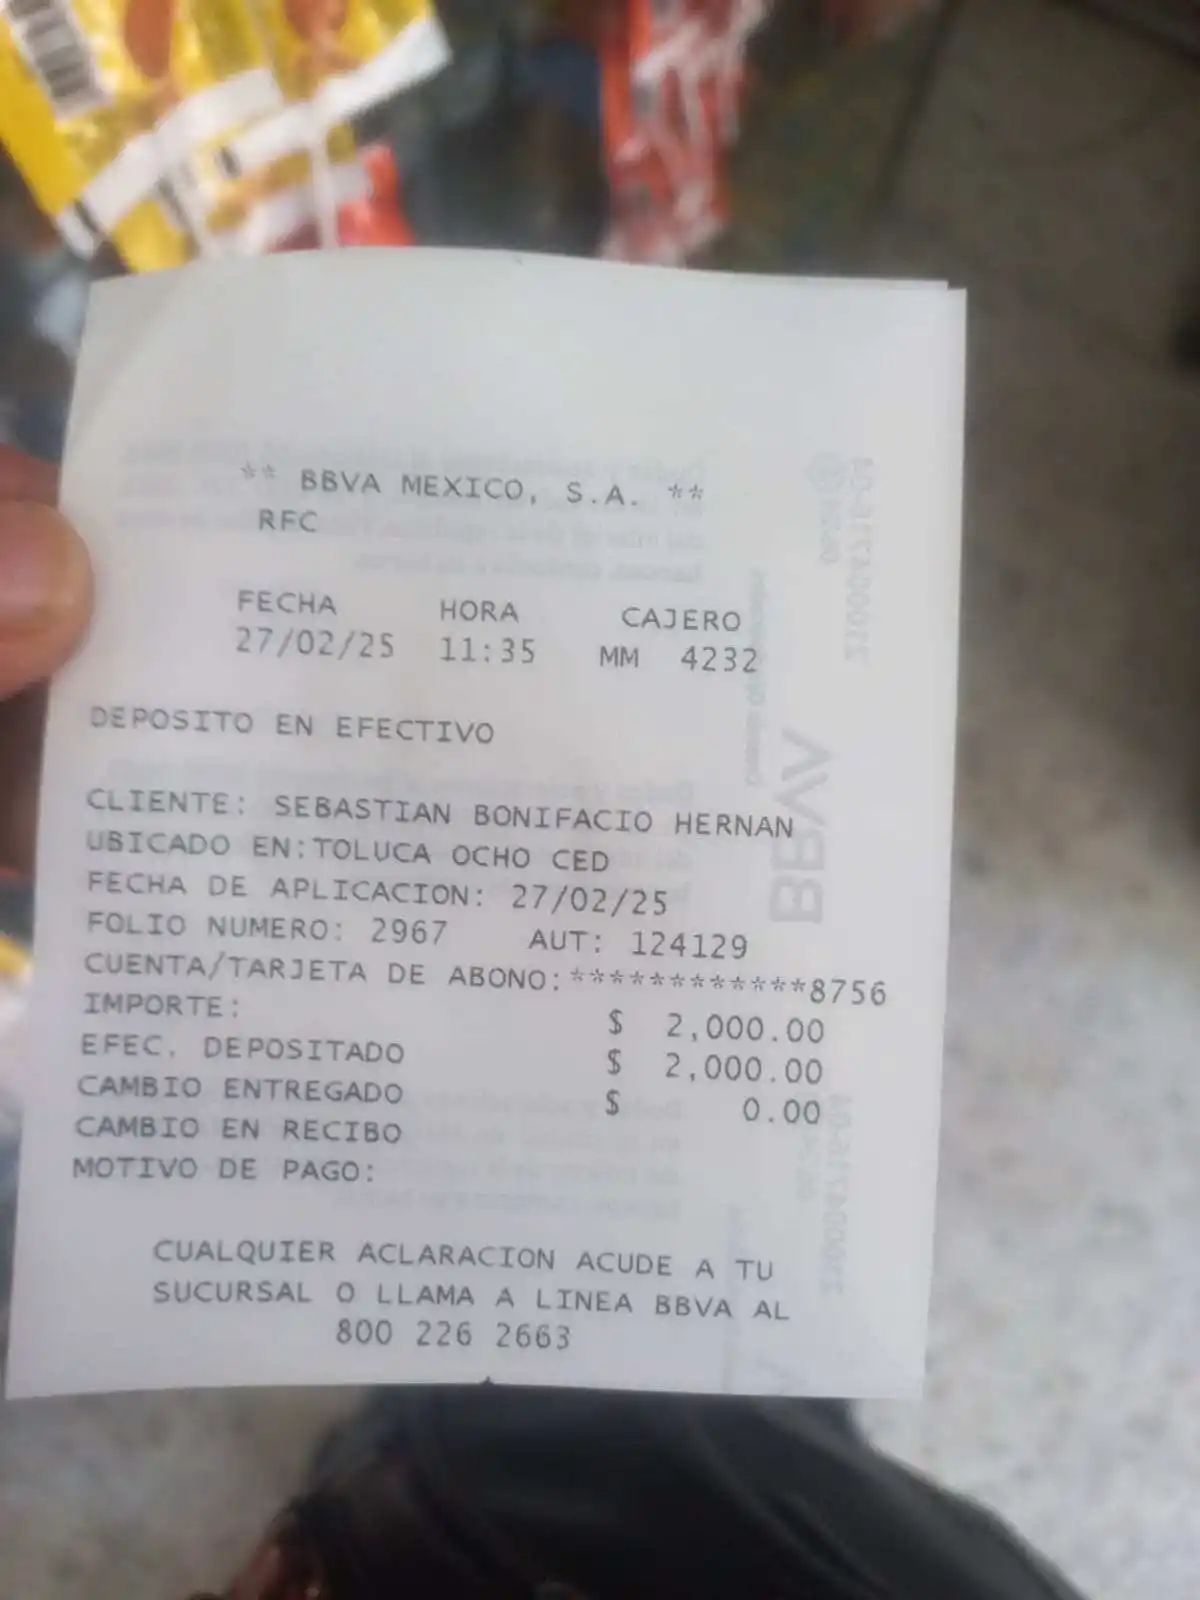 ** BBVA MEXICO, S.A. **
RFC
FECHA HORA CAJERO
27/02/25 11:35 MM 4232
DEPOSITO EN EFECTIVO
CLIENTE: SEBASTIAN BONIFACIO HERNAN
UBICADO EN:TOLUCA OCHO CED
FECHA DE APLICACION: 27/02/25
FOLIO NUMERO: 2967 AUT: 124129
CUENTA/TARJETA DE ABONO:************8756
IMPORTE: $ 2,000.00
EFEC. DEPOSITADO $ 2,000.00
CAMBIO ENTREGADO $ 0.00
CAMBIO EN RECIBO
MOTIVO DE PAGO:
CUALQUIER ACLARACION ACUDE A TU
SUCURSAL O LLAMA A LINEA BBVA AL
800 226 2663
BBVA